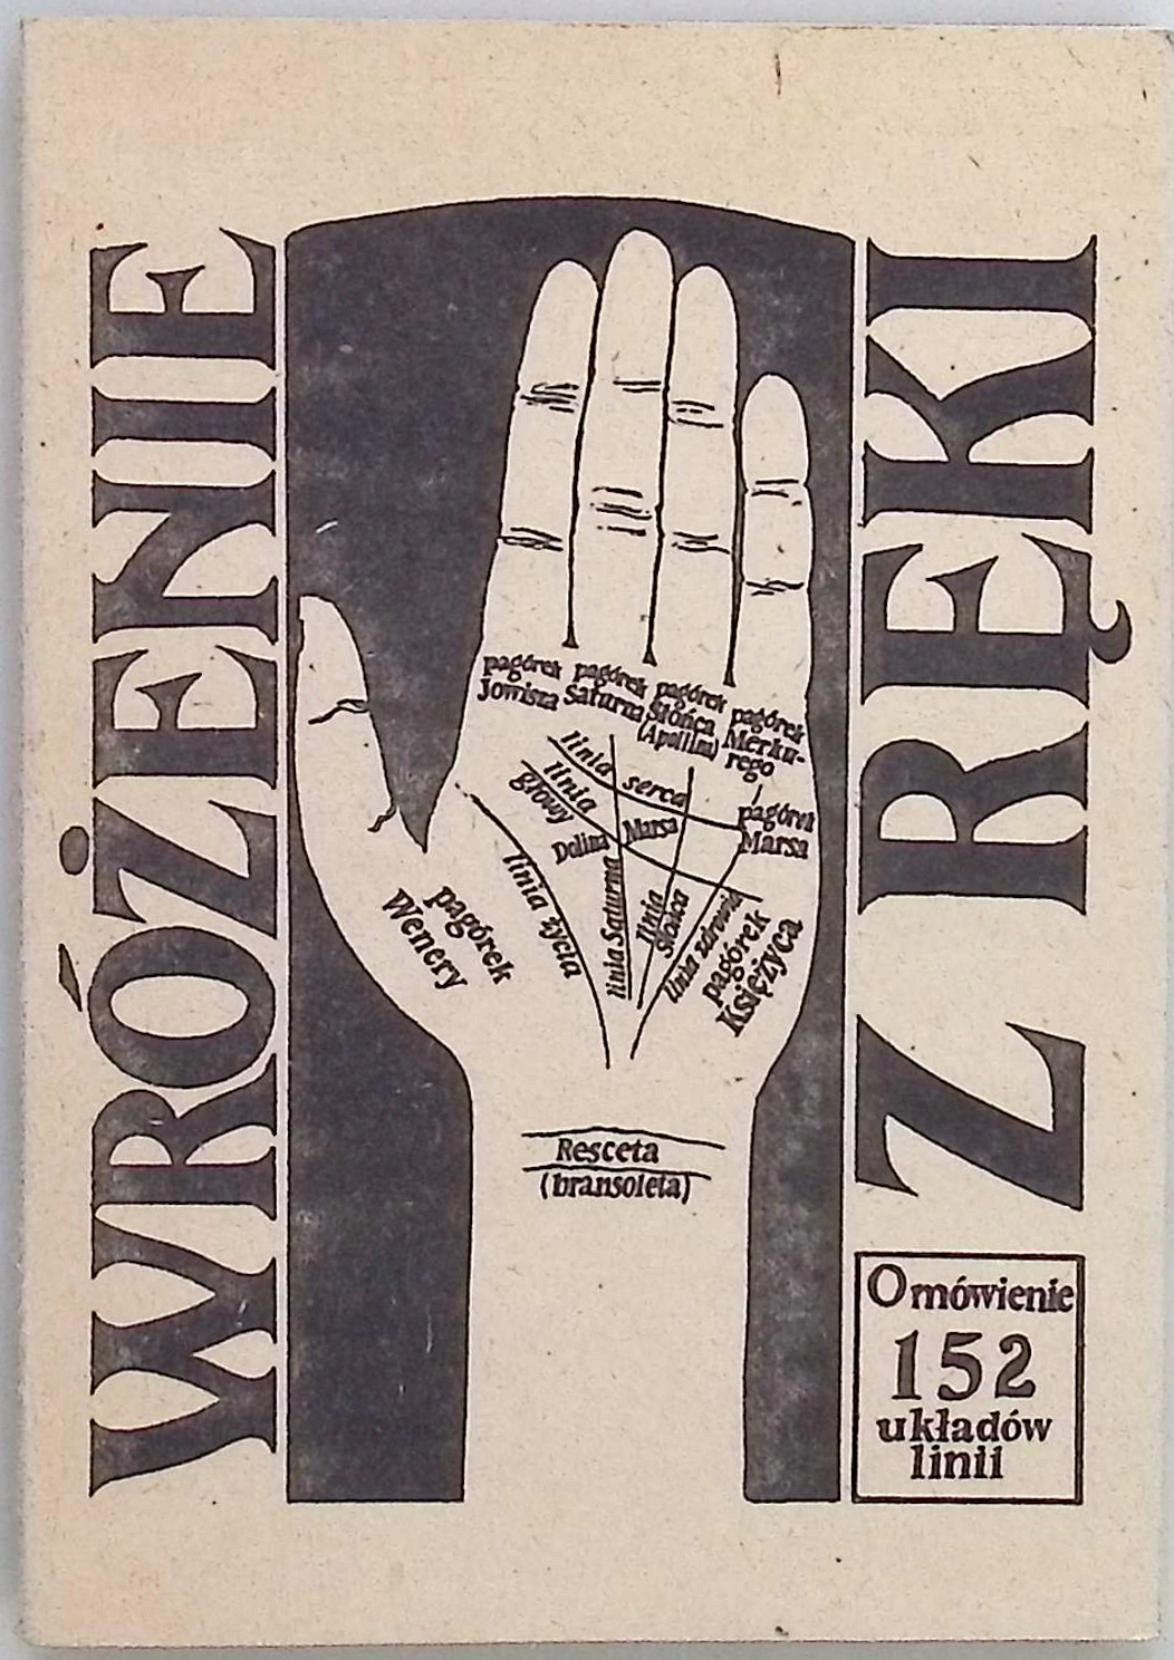 WRÓŻENIE
Z RĘKI
pagórek
Jowisza
pagórek
Saturna
pagórek
Słońca
(Apollina)
pagórek
Merku-
rego
linia serca
linia
głowy
Dolina Marsa
pagórek
Marsa
linia życia
linia Saturna
linia
Słońca
linia zdrowia
pagórek
Wenery
pagórek
Księżyca
Resceta
(bransoleta)
Omówienie
152
układów
linii